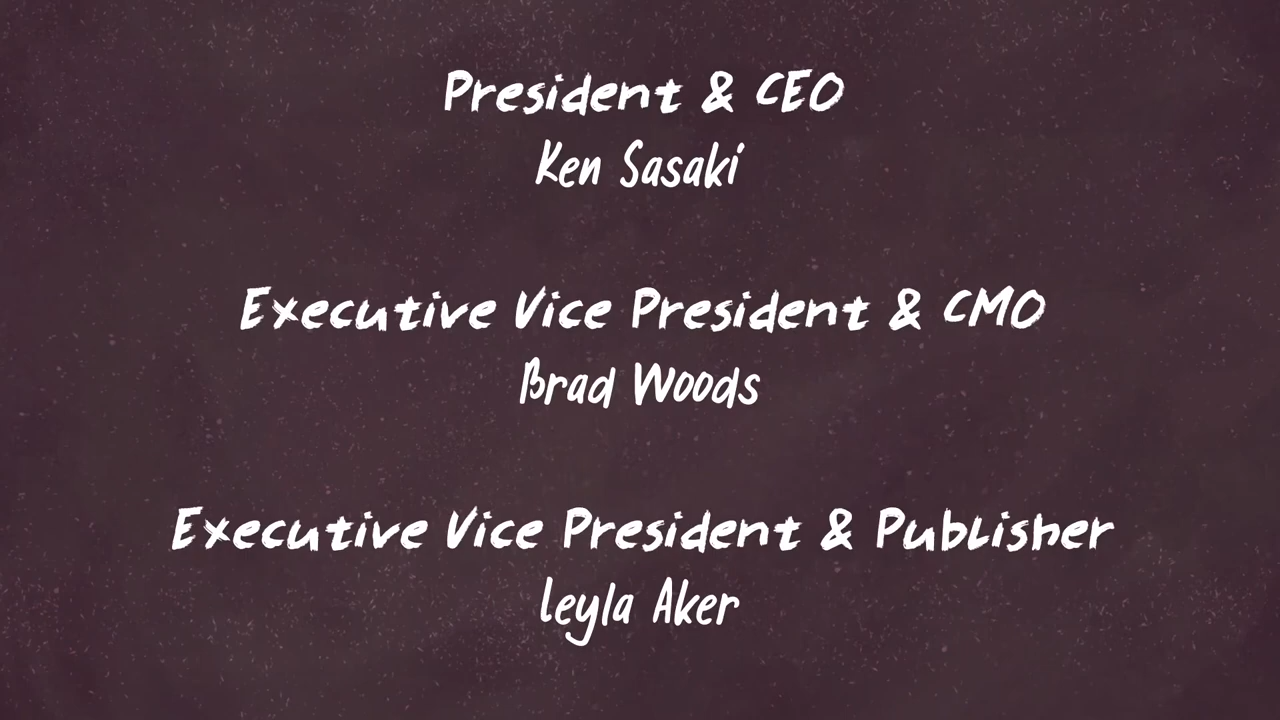 President & CEO
Ken Sasaki
Executive Vice President & CMO
Brad Woods
Executive Vice President & Publisher
Leyla Aker